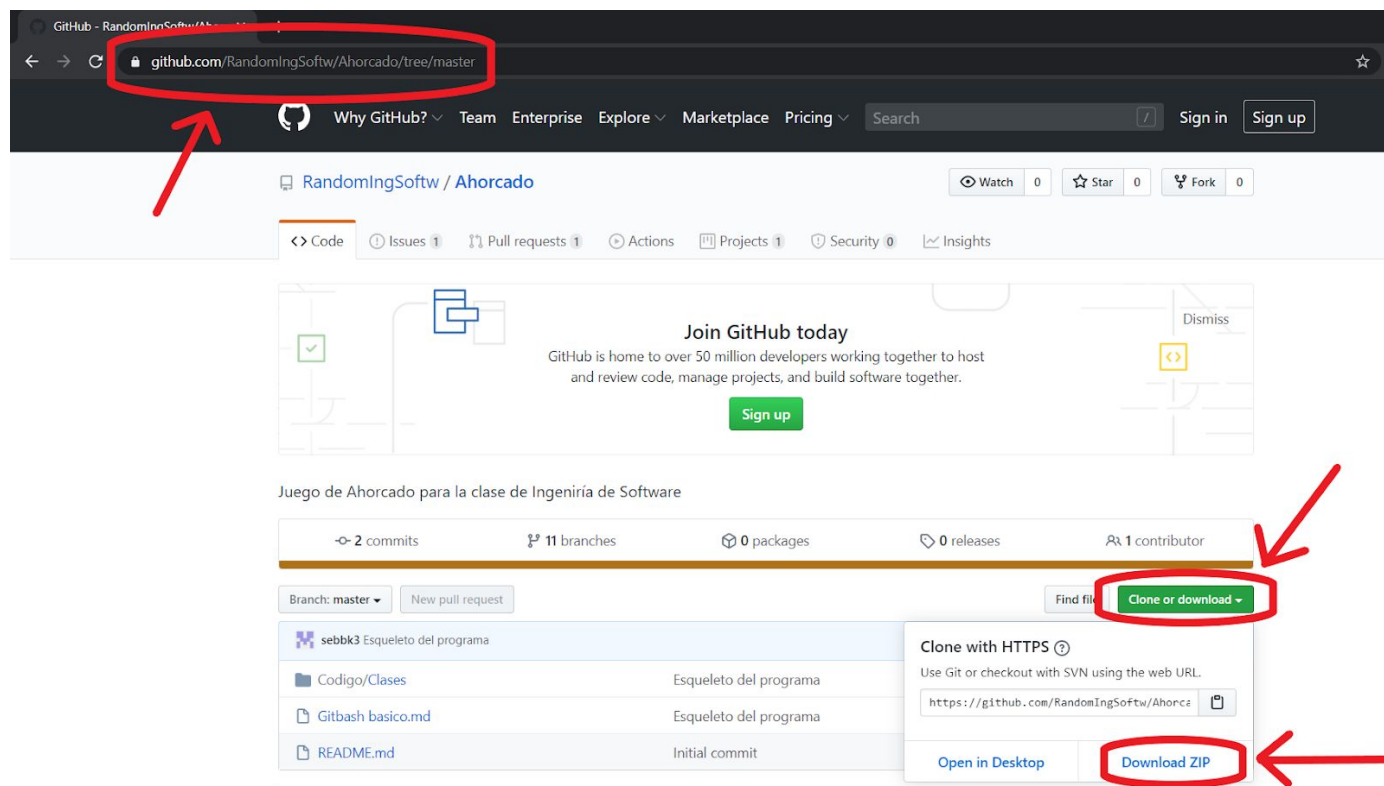 GitHub - RandomIngSoftw/Ahorcado
github.com/RandomIngSoftw/Ahorcado/tree/master
Why GitHub? Team Enterprise Explore Marketplace Pricing Search / Sign in Sign up
RandomIngSoftw / Ahorcado
Watch 0 Star 0 Fork 0
Code Issues 1 Pull requests 1 Actions Projects 1 Security 0 Insights
Join GitHub today
Dismiss
GitHub is home to over 50 million developers working together to host
and review code, manage projects, and build software together.
Sign up
Juego de Ahorcado para la clase de Ingeniría de Software
2 commits 11 branches 0 packages 0 releases 1 contributor
Branch: master New pull request Find file Clone or download
sebbk3 Esqueleto del programa
Clone with HTTPS ?
Use Git or checkout with SVN using the web URL.
https://github.com/RandomIngSoftw/Ahorca
Open in Desktop Download ZIP
Codigo/Clases Esqueleto del programa
Gitbash basico.md Esqueleto del programa
README.md Initial commit